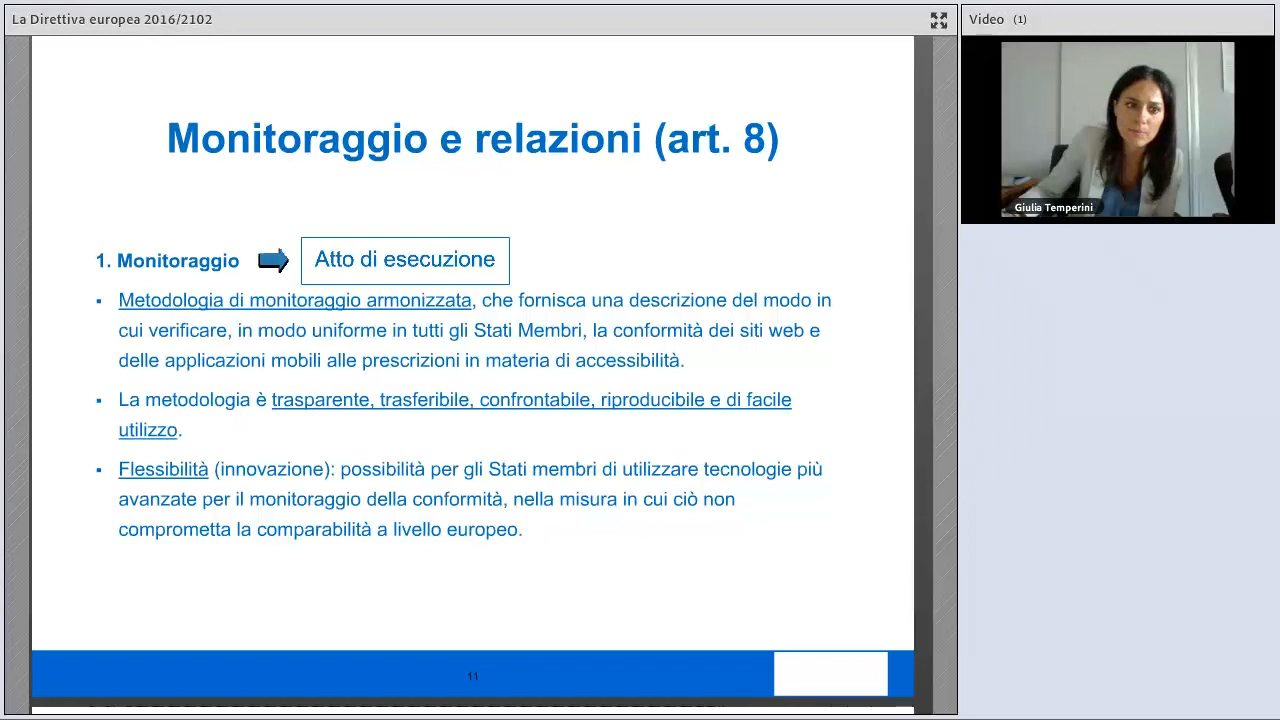 La Direttiva europea 2016/2102
Video (1)
Giulia Temperini
Monitoraggio e relazioni (art. 8)
1. Monitoraggio
Atto di esecuzione
▪ Metodologia di monitoraggio armonizzata, che fornisca una descrizione del modo in
cui verificare, in modo uniforme in tutti gli Stati Membri, la conformità dei siti web e
delle applicazioni mobili alle prescrizioni in materia di accessibilità.
▪ La metodologia è trasparente, trasferibile, confrontabile, riproducibile e di facile
utilizzo.
▪ Flessibilità (innovazione): possibilità per gli Stati membri di utilizzare tecnologie più
avanzate per il monitoraggio della conformità, nella misura in cui ciò non
comprometta la comparabilità a livello europeo.
11